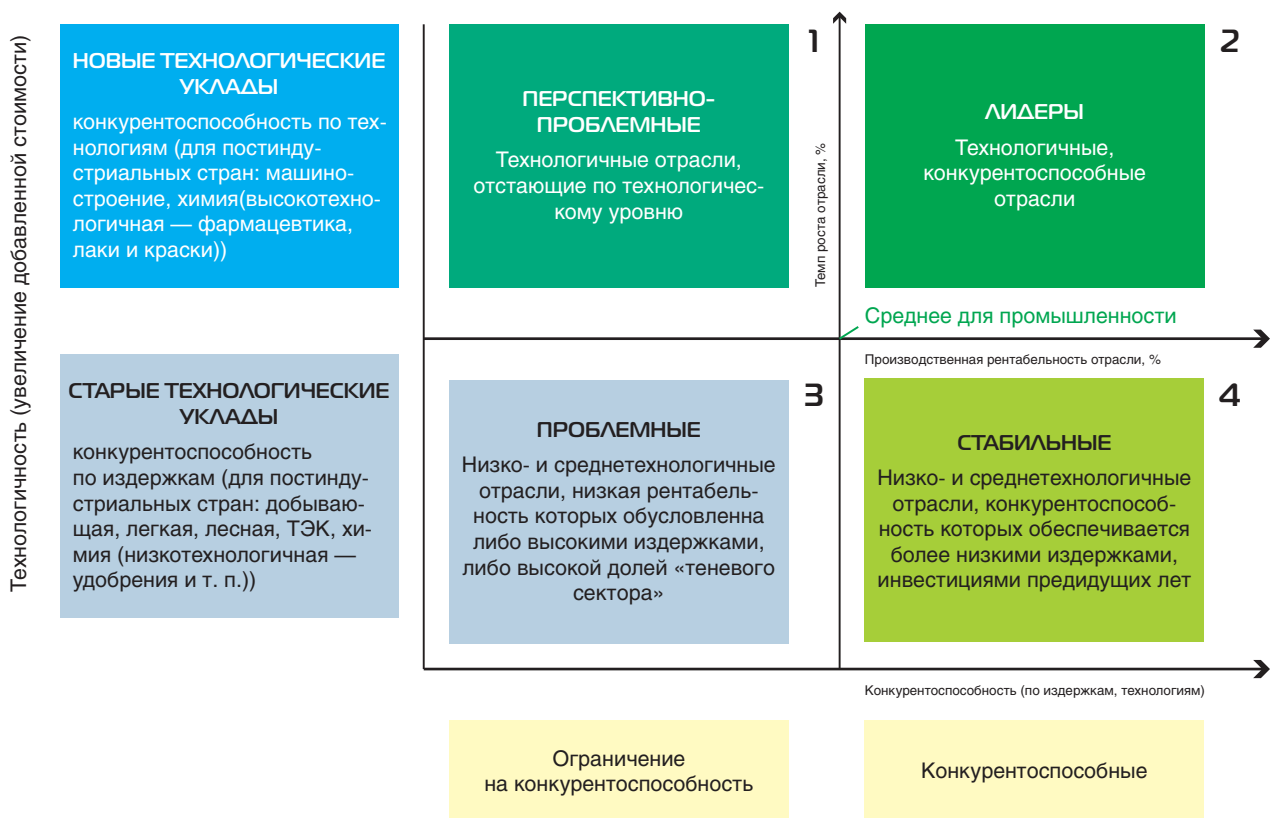 Технологичность (увеличение добавленной стоимости)
НОВЫЕ ТЕХНОЛОГИЧЕСКИЕ
УКЛАДЫ
конкурентоспособность по тех-
нологиям (для постинду-
стриальных стран: машино-
строение, химия(высокотехно-
логичная — фармацевтика,
лаки и краски))
1
ПЕРСПЕКТИВНО-
ПРОБЛЕМНЫЕ
Технологичные отрасли,
отстающие по технологичес-
кому уровню
Темп роста отрасли, %
2
ЛИДЕРЫ
Технологичные,
конкурентоспособные
отрасли
Среднее для промышленности
Производственная рентабельность отрасли, %
СТАРЫЕ ТЕХНОЛОГИЧЕСКИЕ
УКЛАДЫ
конкурентоспособность
по издержкам (для постинду-
стриальных стран: добываю-
щая, легкая, лесная, ТЭК, хи-
мия (низкотехнологичная —
удобрения и т. п.))
3
ПРОБЛЕМНЫЕ
Низко- и среднетехнологичные
отрасли, низкая рентабель-
ность которых обусловленна
либо высокими издержками,
либо высокой долей «теневого
сектора»
4
СТАБИЛЬНЫЕ
Низко- и среднетехнологичные
отрасли, конкурентоспособ-
ность которых обеспечивается
более низкими издержками,
инвестициями предидущих лет
Конкурентоспособность (по издержкам, технологиям)
Ограничение
на конкурентоспособность
Конкурентоспособные